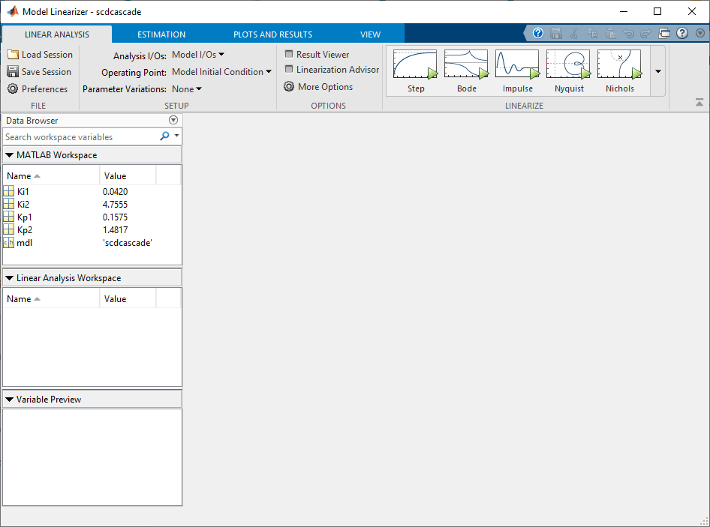 Model Linearizer - scdcascade
LINEAR ANALYSIS ESTIMATION PLOTS AND RESULTS VIEW
Load Session
Save Session
Preferences
FILE
Analysis I/Os: Model I/Os
Operating Point: Model Initial Condition
Parameter Variations: None
SETUP
Result Viewer
Linearization Advisor
More Options
OPTIONS
Step Bode Impulse Nyquist Nichols
LINEARIZE
Data Browser
Search workspace variables
MATLAB Workspace
Name Value
Ki1 0.0420
Ki2 4.7555
Kp1 0.1575
Kp2 1.4817
mdl 'scdcascade'
Linear Analysis Workspace
Name Value
Variable Preview